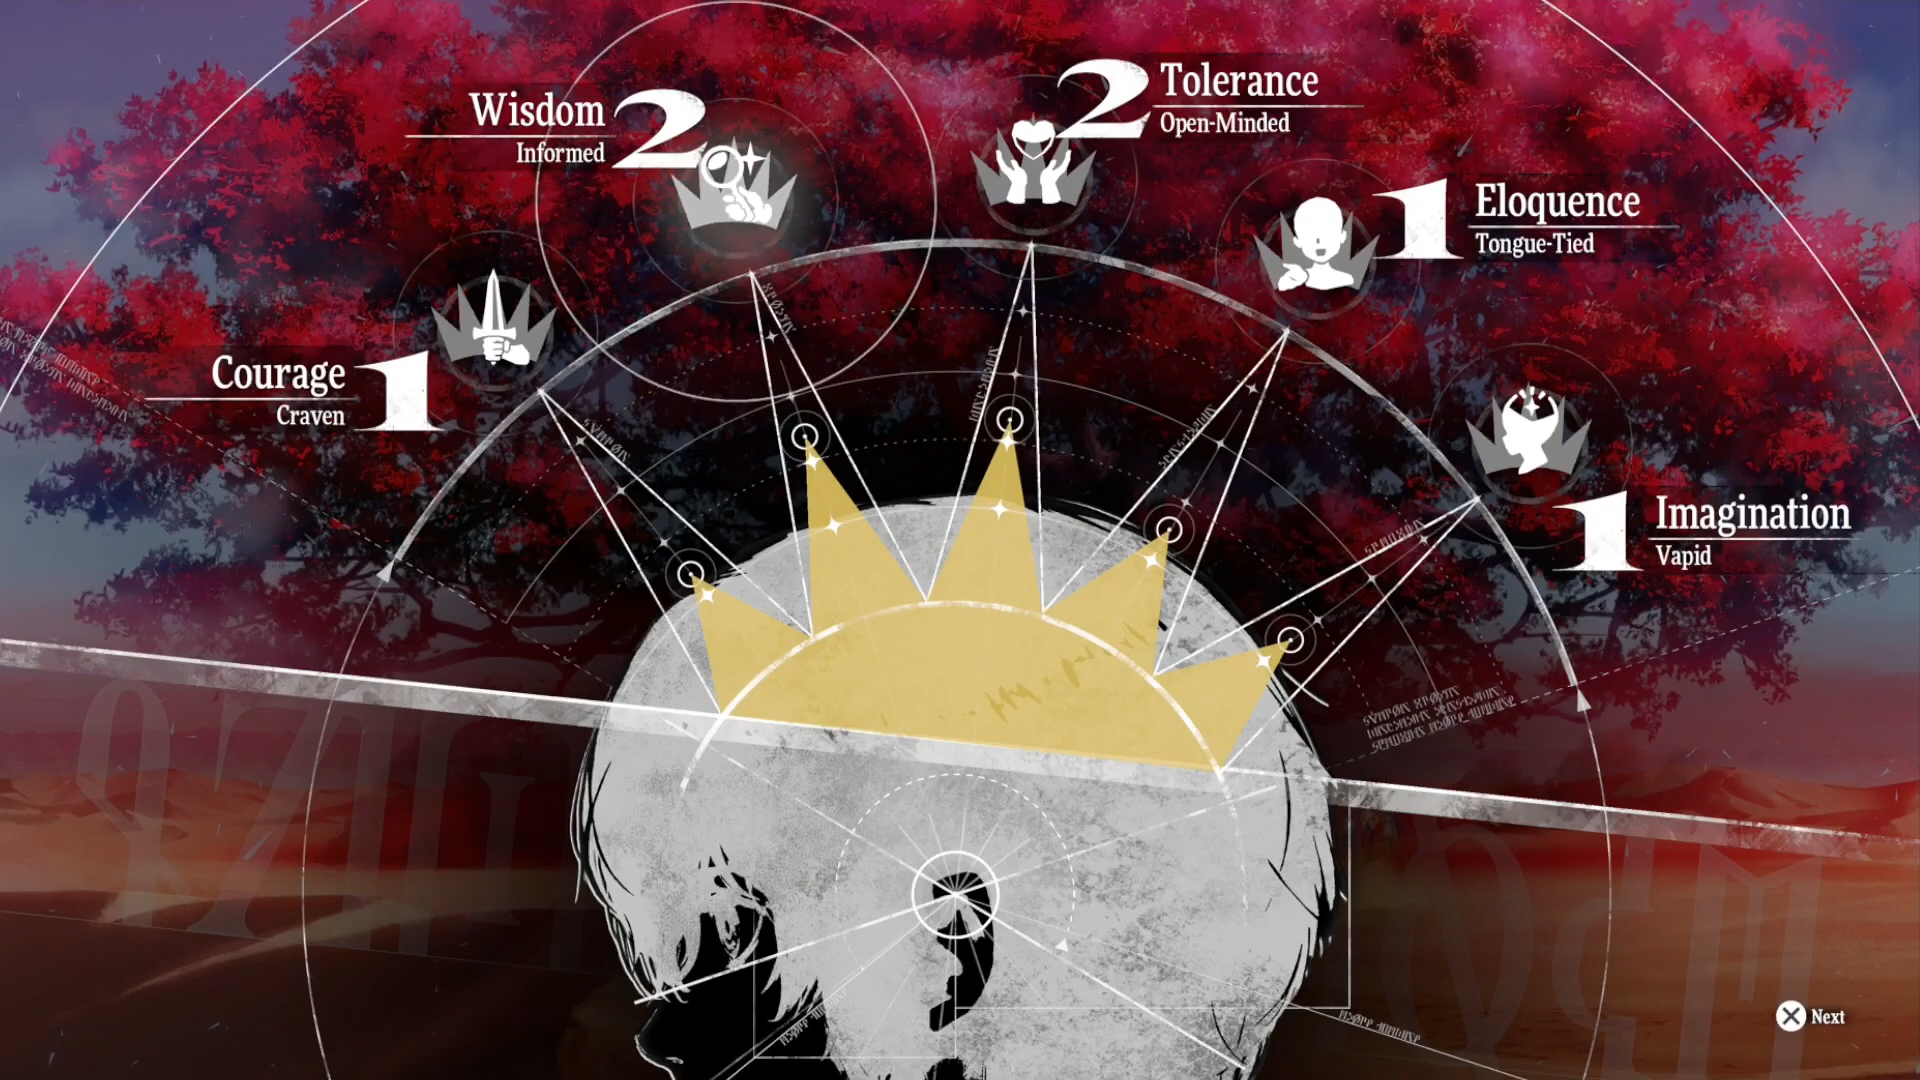 Wisdom 2
Informed
2 Tolerance
Open-Minded
1 Eloquence
Tongue-Tied
Courage 1
Craven
1 Imagination
Vapid
Next